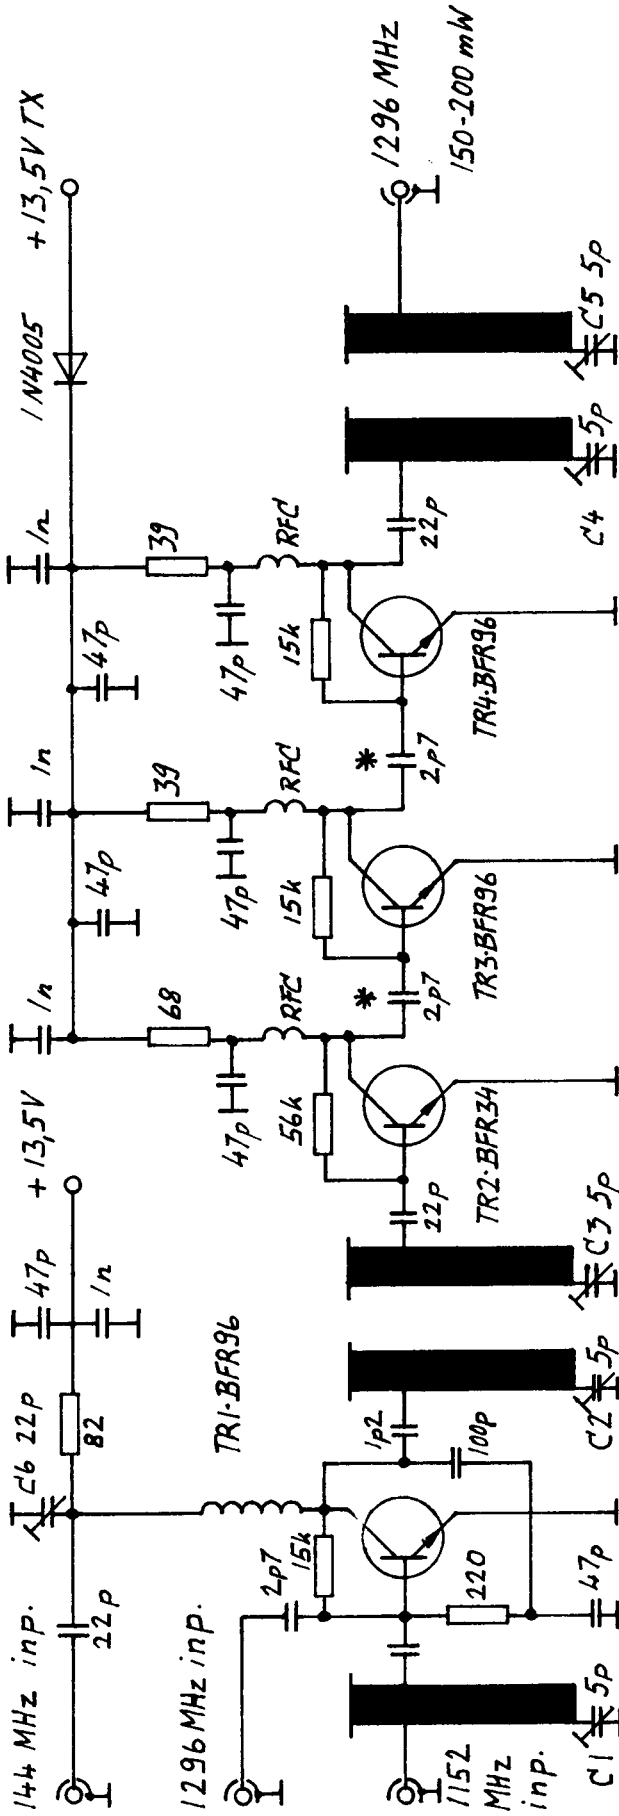 144 MHz inp.
22p
C6 22p
82
47p
1n
+13,5V
1n
47p
1n
47p
1n
1N4005
+13,5V TX
1296 MHz inp.
2p7
15k
TR1·BFR96
68
47p
RFC
56k
39
47p
RFC
15k
39
47p
RFC
15k
1152
MHz
inp.
C1 5p
220
47p
1p2
100p
C2 5p
C3 5p
22p
TR2·BFR34
*
2p7
TR3·BFR96
*
2p7
TR4·BFR96
22p
C4 5p
C5 5p
1296 MHz
150-200 mW